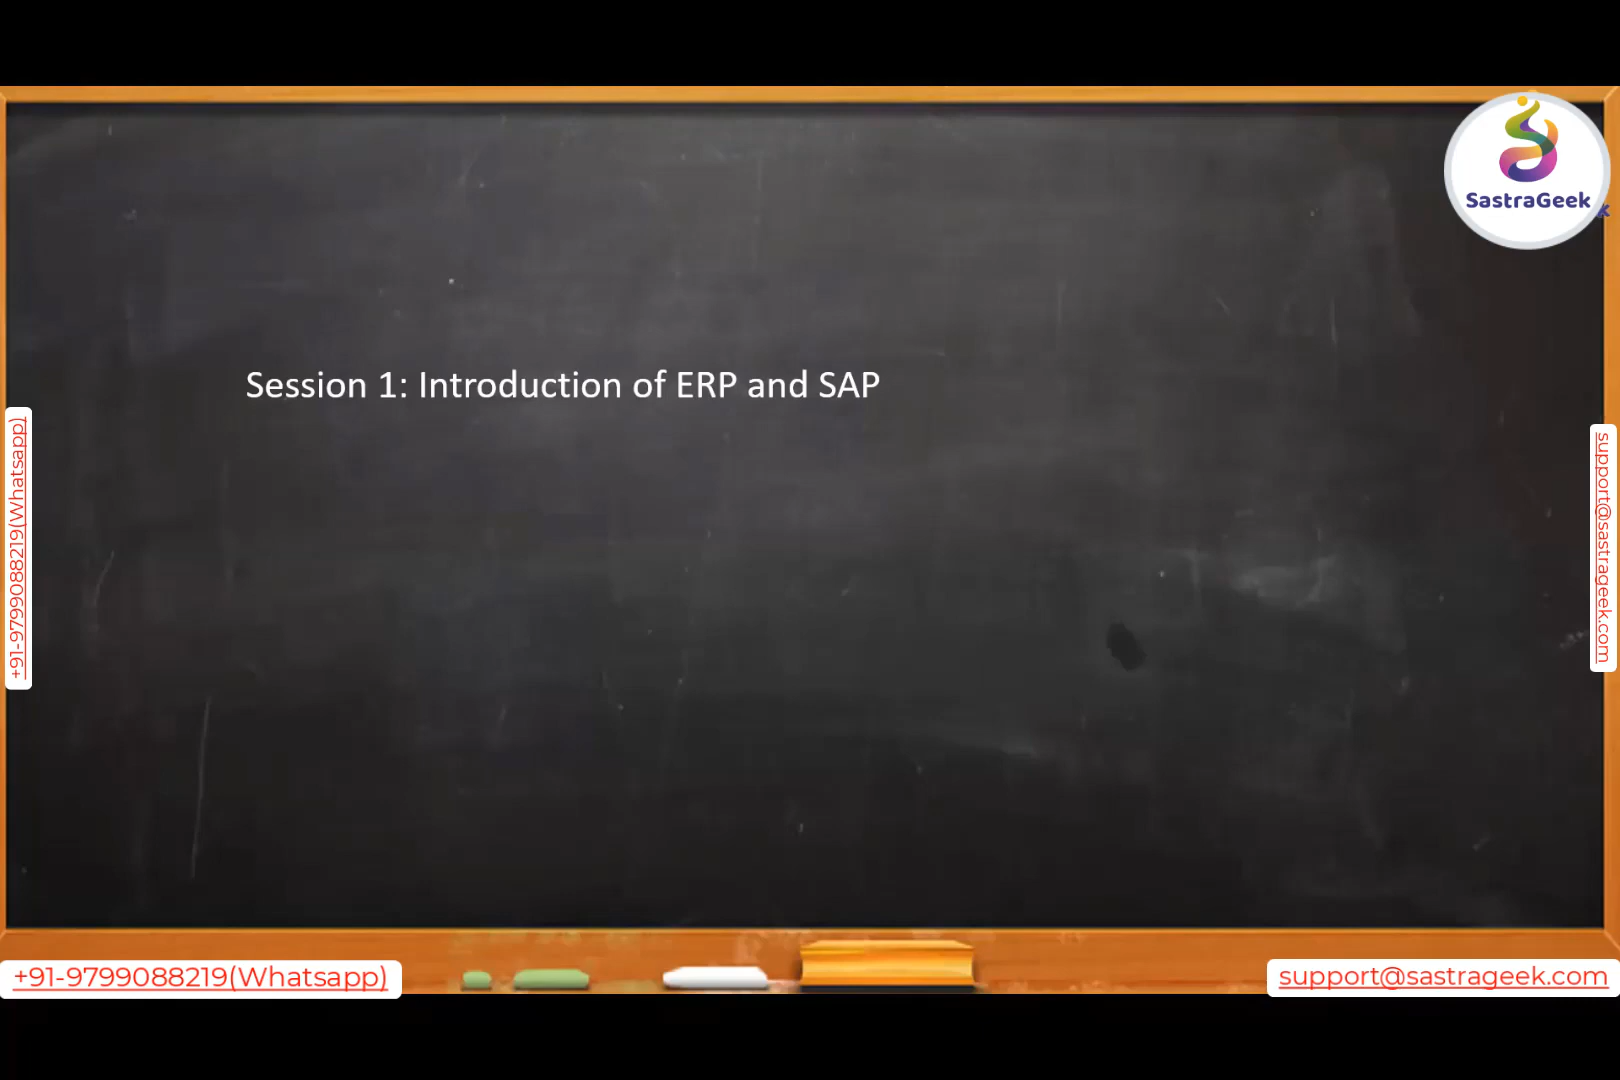 SastraGeek
Session 1: Introduction of ERP and SAP
+91-9799088219(Whatsapp)
support@sastrageek.com
+91-9799088219(Whatsapp)
support@sastrageek.com